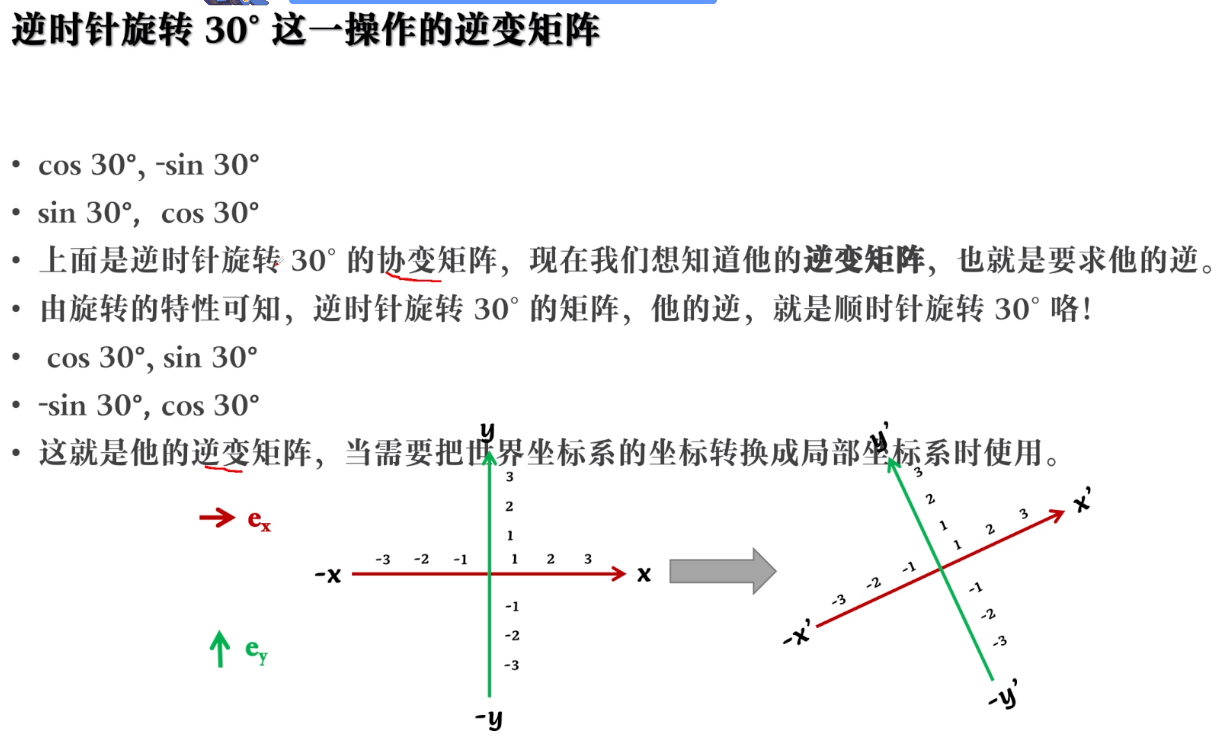 逆时针旋转 30° 这一操作的逆变矩阵
• cos 30°, -sin 30°
• sin 30°, cos 30°
• 上面是逆时针旋转 30° 的协变矩阵，现在我们想知道他的逆变矩阵，也就是要求他的逆。
• 由旋转的特性可知，逆时针旋转 30° 的矩阵，他的逆，就是顺时针旋转 30° 咯！
• cos 30°, sin 30°
• -sin 30°, cos 30°
• 这就是他的逆变矩阵，当需要把世界坐标系的坐标转换成局部坐标系时使用。
y
3
2
1
-3 -2 -1 1 2 3
-x x
-1
-2
-3
-y
ex
ey
y’
3
2
1
x’
1 2 3
-3 -2 -1
-x’
-1
-2
-3
-y’